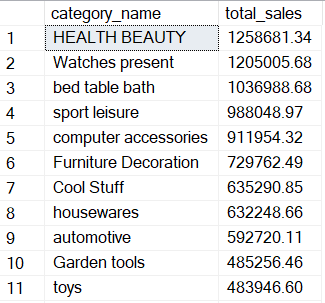 category_name total_sales
1 HEALTH BEAUTY 1258681.34
2 Watches present 1205005.68
3 bed table bath 1036988.68
4 sport leisure 988048.97
5 computer accessories 911954.32
6 Furniture Decoration 729762.49
7 Cool Stuff 635290.85
8 housewares 632248.66
9 automotive 592720.11
10 Garden tools 485256.46
11 toys 483946.60